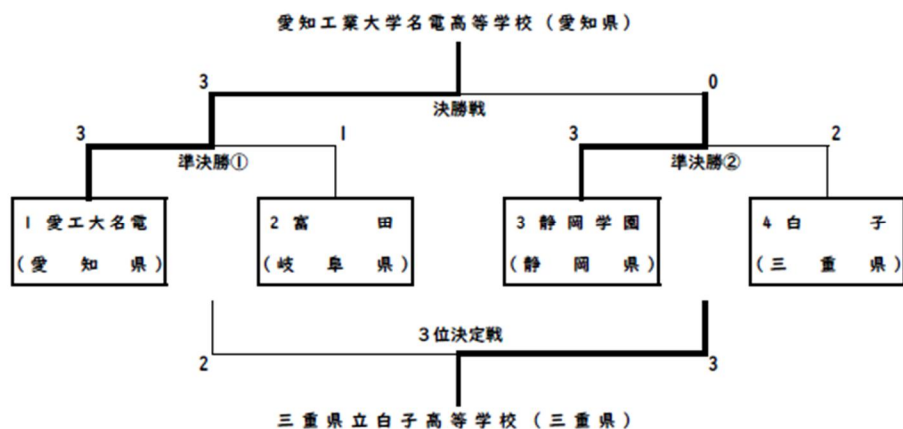 愛知工業大学名電高等学校（愛知県）
3 0
決勝戦
3 1 3 2
準決勝① 準決勝②
1 愛工大名電
（愛知県）
2 富田
（岐阜県）
3 静岡学園
（静岡県）
4 白子
（三重県）
3位決定戦
2 3
三重県立白子高等学校（三重県）